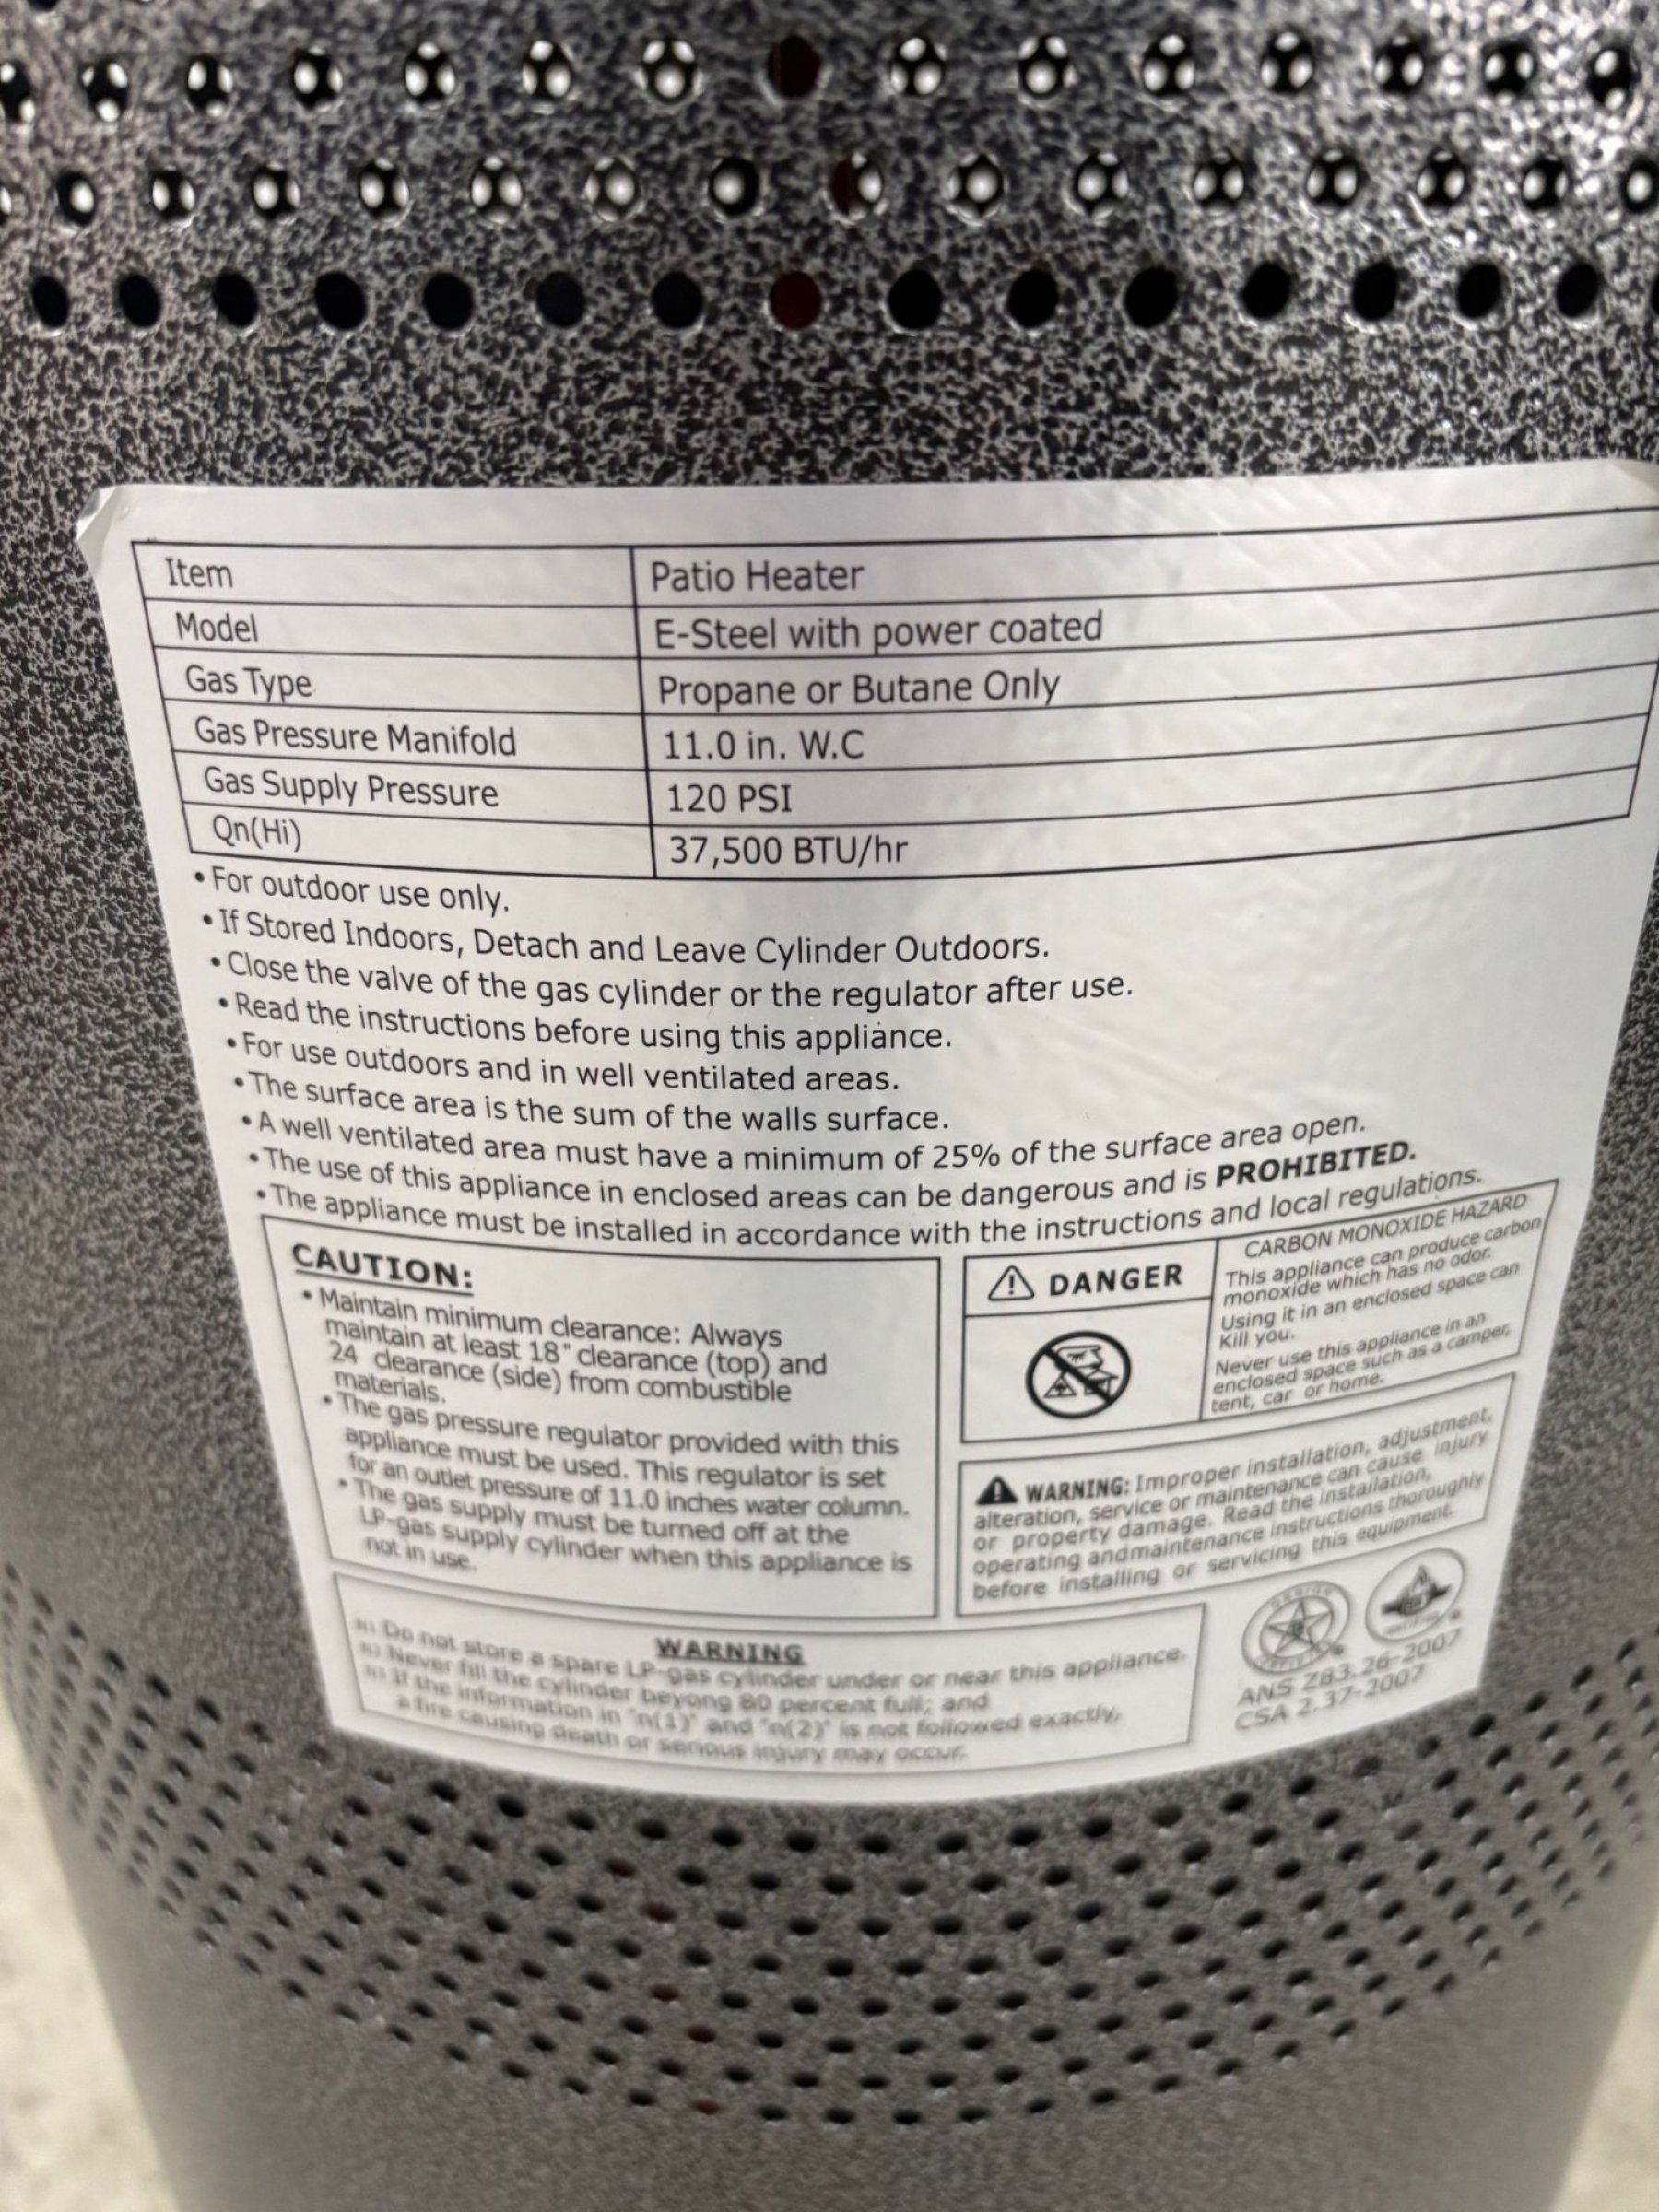 Item Patio Heater
Model E-Steel with power coated
Gas Type Propane or Butane Only
Gas Pressure Manifold 11.0 in. W.C
Gas Supply Pressure 120 PSI
Qn(Hi) 37,500 BTU/hr
• For outdoor use only.
• If Stored Indoors, Detach and Leave Cylinder Outdoors.
• Close the valve of the gas cylinder or the regulator after use.
• Read the instructions before using this appliance.
• For use outdoors and in well ventilated areas.
• The surface area is the sum of the walls surface.
• A well ventilated area must have a minimum of 25% of the surface area open.
• The use of this appliance in enclosed areas can be dangerous and is PROHIBITED.
• The appliance must be installed in accordance with the instructions and local regulations.
CAUTION:
• Maintain minimum clearance: Always
maintain at least 18" clearance (top) and
24 clearance (side) from combustible
materials.
• The gas pressure regulator provided with this
appliance must be used. This regulator is set
for an outlet pressure of 11.0 inches water column.
• The gas supply must be turned off at the
LP-gas supply cylinder when this appliance is
not in use.
DANGER
CARBON MONOXIDE HAZARD
This appliance can produce carbon
monoxide which has no odor.
Using it in an enclosed space can
Kill you.
Never use this appliance in an
enclosed space such as a camper,
tent, car or home.
WARNING: Improper installation, adjustment,
alteration, service or maintenance can cause injury
or property damage. Read the installation,
operating and maintenance instructions thoroughly
before installing or servicing this equipment.
WARNING
Do not store a spare LP-gas cylinder under or near this appliance.
Never fill the cylinder beyong 80 percent full; and
If the information in "n(1)" and "n(2)" is not followed exactly,
a fire causing death or serious injury may occur.
ANS Z83.26-2007
CSA 2.37-2007